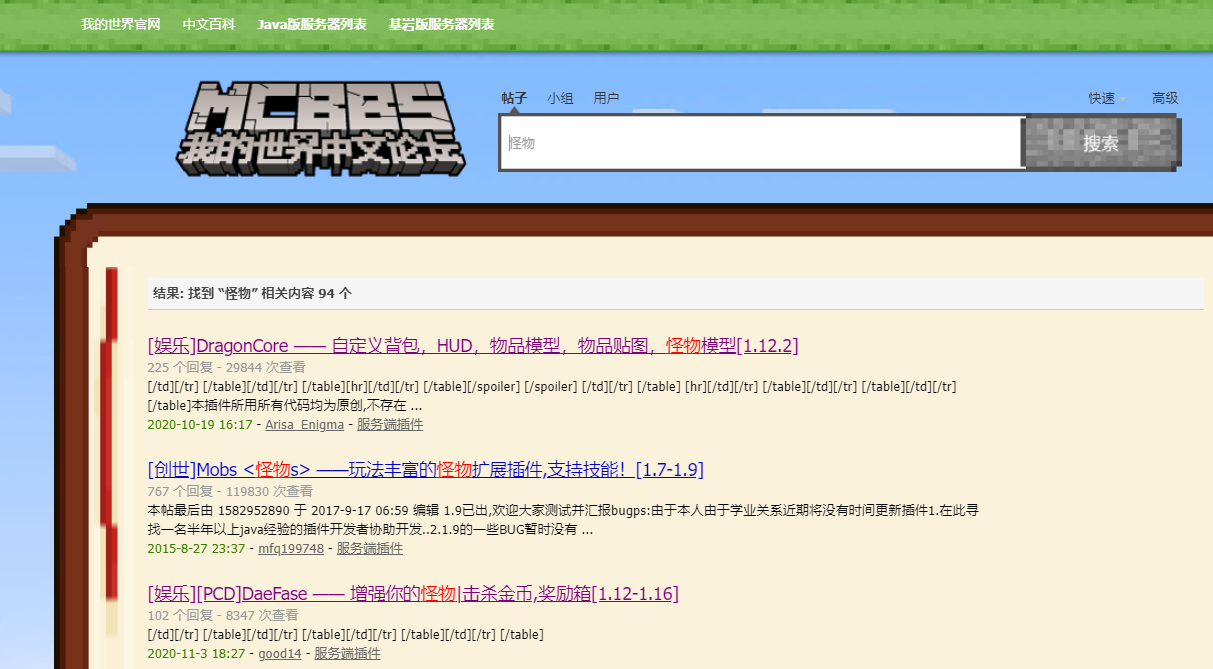 我的世界官网 中文百科 Java版服务器列表 基岩版服务器列表
MCBBS
我的世界中文论坛
帖子 小组 用户 快速 高级
怪物 搜索
结果: 找到 “怪物” 相关内容 94 个
[娱乐]DragonCore —— 自定义背包，HUD，物品模型，物品贴图，怪物模型[1.12.2]
225 个回复 - 29844 次查看
[/td][/tr] [/table][/td][/tr] [/table][hr][/td][/tr] [/table][/spoiler] [/spoiler] [/td][/tr] [/table] [hr][/td][/tr] [/table][/td][/tr] [/table][/td][/tr]
[/table]本插件所用所有代码均为原创,不存在 ...
2020-10-19 16:17 - Arisa_Enigma - 服务端插件
[创世]Mobs <怪物s> ——玩法丰富的怪物扩展插件,支持技能！[1.7-1.9]
767 个回复 - 119830 次查看
本帖最后由 1582952890 于 2017-9-17 06:59 编辑 1.9已出,欢迎大家测试并汇报bugps:由于本人由于学业关系近期将没有时间更新插件1.在此寻
找一名半年以上java经验的插件开发者协助开发..2.1.9的一些BUG暂时没有 ...
2015-8-27 23:37 - mfq199748 - 服务端插件
[娱乐][PCD]DaeFase —— 增强你的怪物|击杀金币,奖励箱[1.12-1.16]
102 个回复 - 8347 次查看
[/td][/tr] [/table][/td][/tr] [/table][/td][/tr] [/table][/td][/tr] [/table]
2020-11-3 18:27 - good14 - 服务端插件